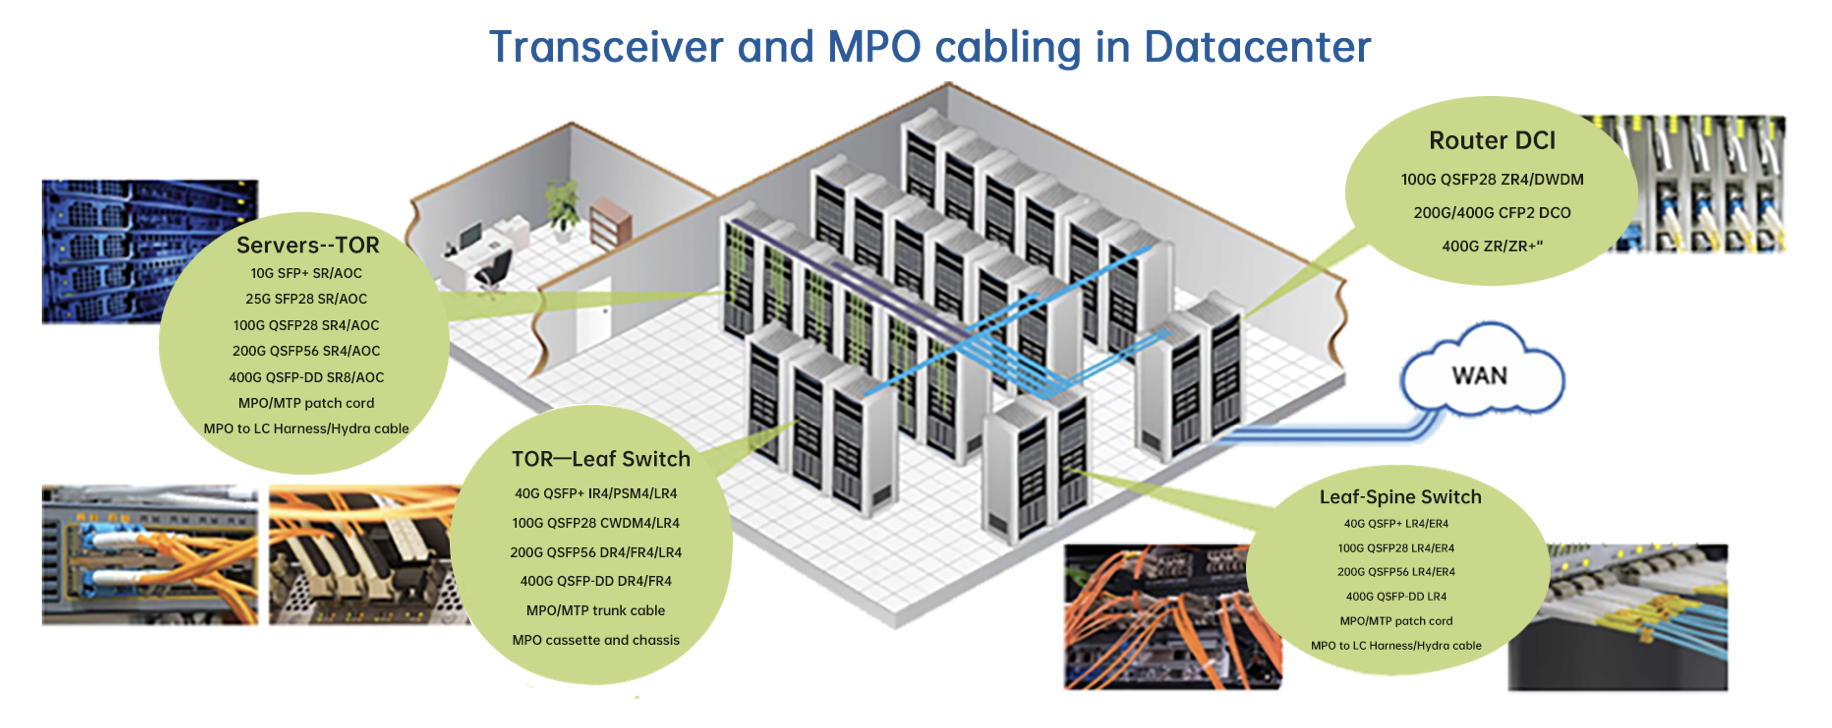 Transceiver and MPO cabling in Datacenter
Servers--TOR
10G SFP+ SR/AOC
25G SFP28 SR/AOC
100G QSFP28 SR4/AOC
200G QSFP56 SR4/AOC
400G QSFP-DD SR8/AOC
MPO/MTP patch cord
MPO to LC Harness/Hydra cable
TOR—Leaf Switch
40G QSFP+ IR4/PSM4/LR4
100G QSFP28 CWDM4/LR4
200G QSFP56 DR4/FR4/LR4
400G QSFP-DD DR4/FR4
MPO/MTP trunk cable
MPO cassette and chassis
Router DCI
100G QSFP28 ZR4/DWDM
200G/400G CFP2 DCO
400G ZR/ZR+"
WAN
Leaf-Spine Switch
40G QSFP+ LR4/ER4
100G QSFP28 LR4/ER4
200G QSFP56 LR4/ER4
400G QSFP-DD LR4
MPO/MTP patch cord
MPO to LC Harness/Hydra cable